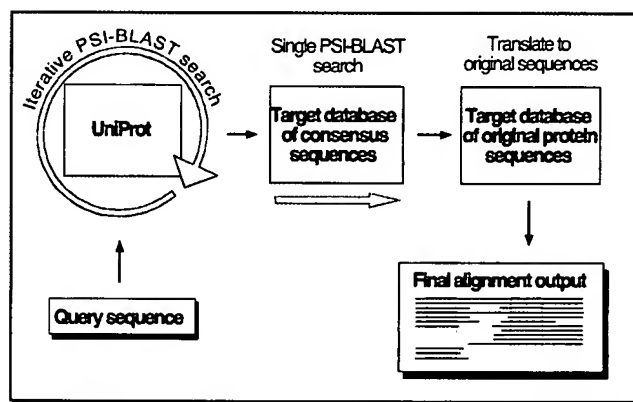 Iterative PSI-BLAST search
UniProt
Single PSI-BLAST
search
Target database
of consensus
sequences
Translate to
original sequences
Target database
of original protein
sequences
Query sequence
Final alignment output